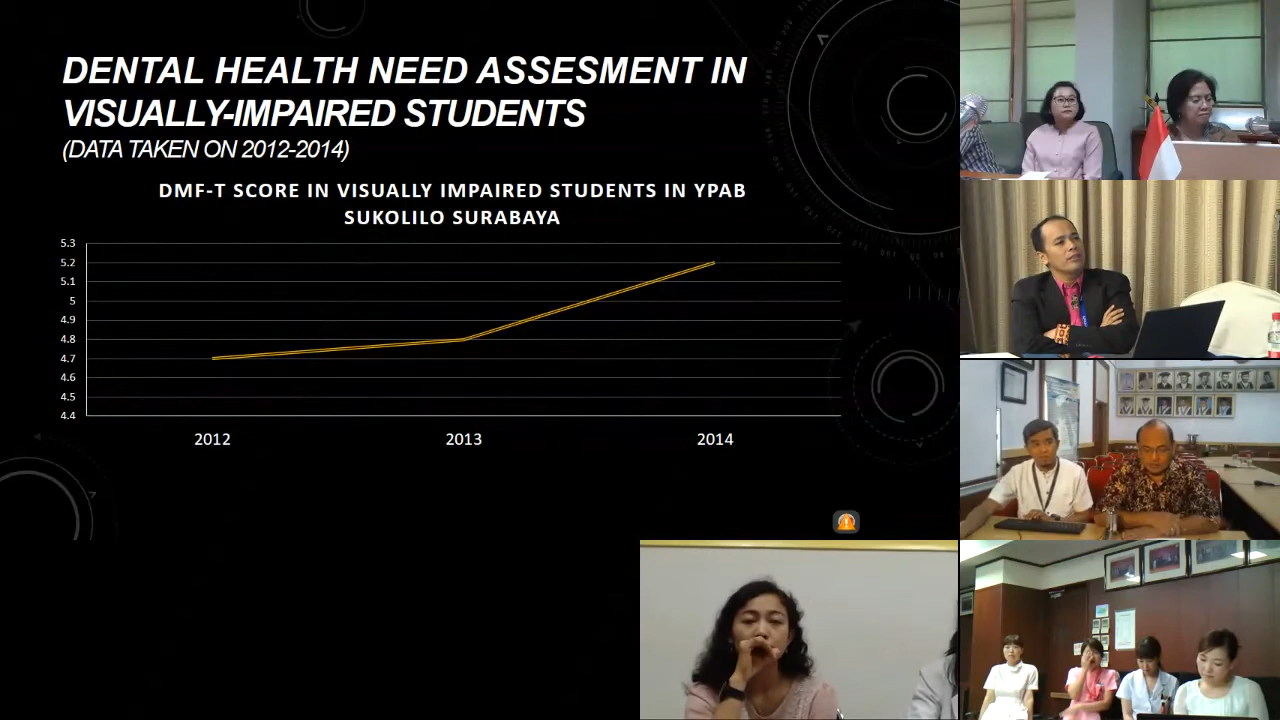 DENTAL HEALTH NEED ASSESMENT IN
VISUALLY-IMPAIRED STUDENTS
(DATA TAKEN ON 2012-2014)
DMF-T SCORE IN VISUALLY IMPAIRED STUDENTS IN YPAB
SUKOLILO SURABAYA
5.3
5.2
5.1
5
4.9
4.8
4.7
4.6
4.5
4.4
2012 2013 2014